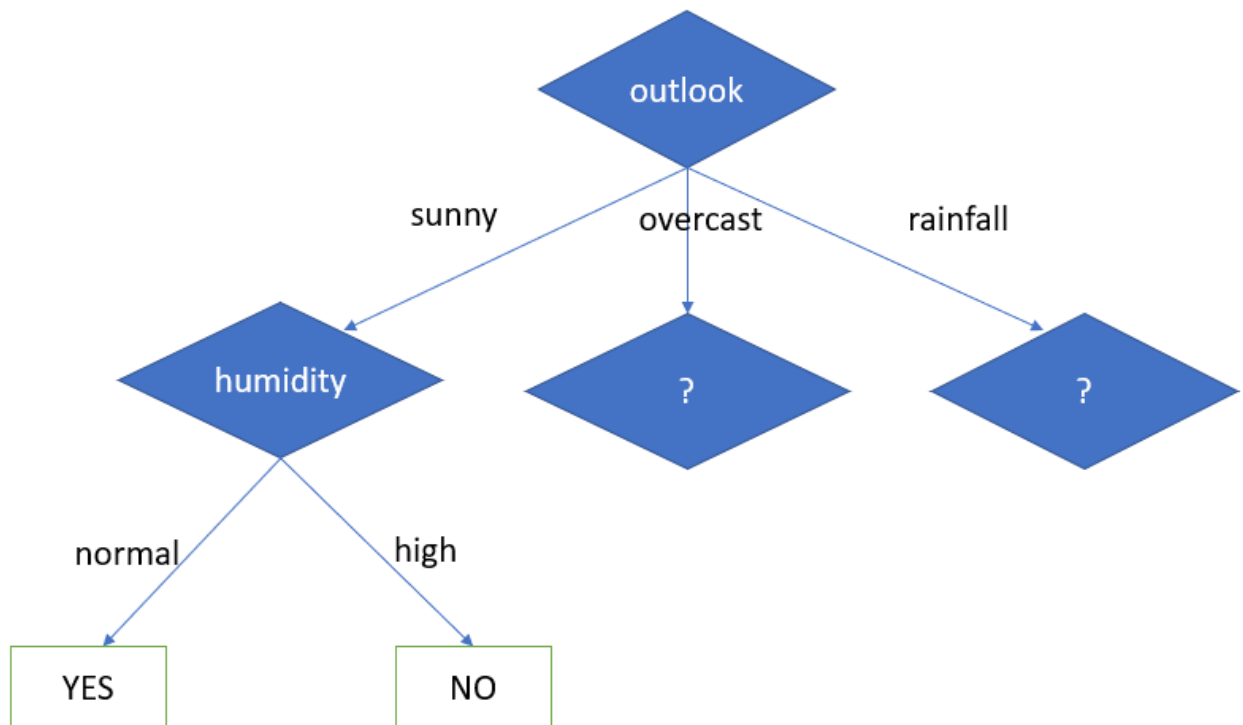 outlook
sunny
overcast
rainfall
humidity
?
?
normal
high
YES
NO